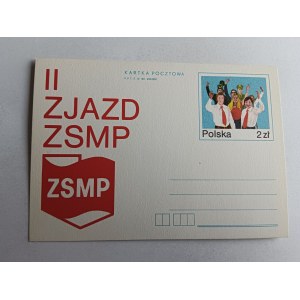 KARTKA POCZTOWA
II
ZJAZD
ZSMP
ZSMP
Polska 2 zł